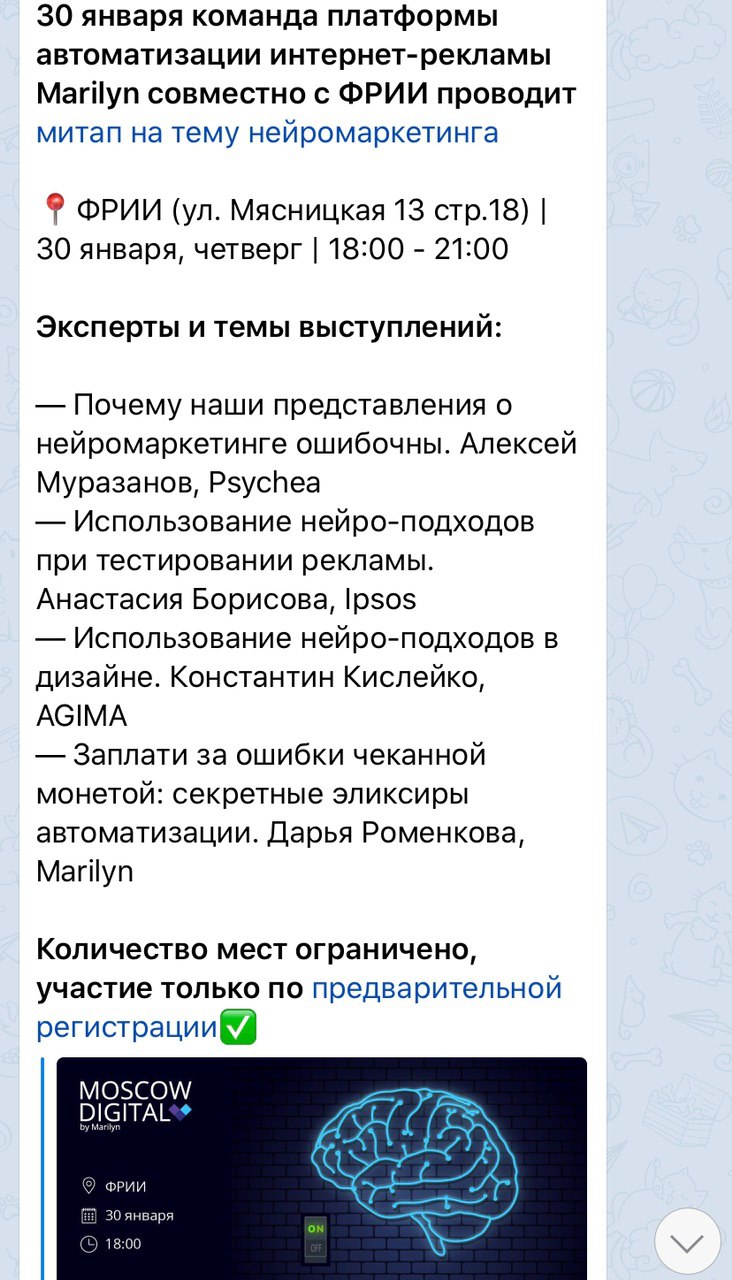 30 января команда платформы
автоматизации интернет-рекламы
Marilyn совместно с ФРИИ проводит
митап на тему нейромаркетинга
📍 ФРИИ (ул. Мясницкая 13 стр.18) |
30 января, четверг | 18:00 - 21:00
Эксперты и темы выступлений:
— Почему наши представления о
нейромаркетинге ошибочны. Алексей
Муразанов, Psychea
— Использование нейро-подходов
при тестировании рекламы.
Анастасия Борисова, Ipsos
— Использование нейро-подходов в
дизайне. Константин Кислейко,
AGIMA
— Заплати за ошибки чеканной
монетой: секретные эликсиры
автоматизации. Дарья Роменкова,
Marilyn
Количество мест ограничено,
участие только по предварительной
регистрации✅
MOSCOW
DIGITAL
by Marilyn
ФРИИ
30 января
18:00
ON
OFF